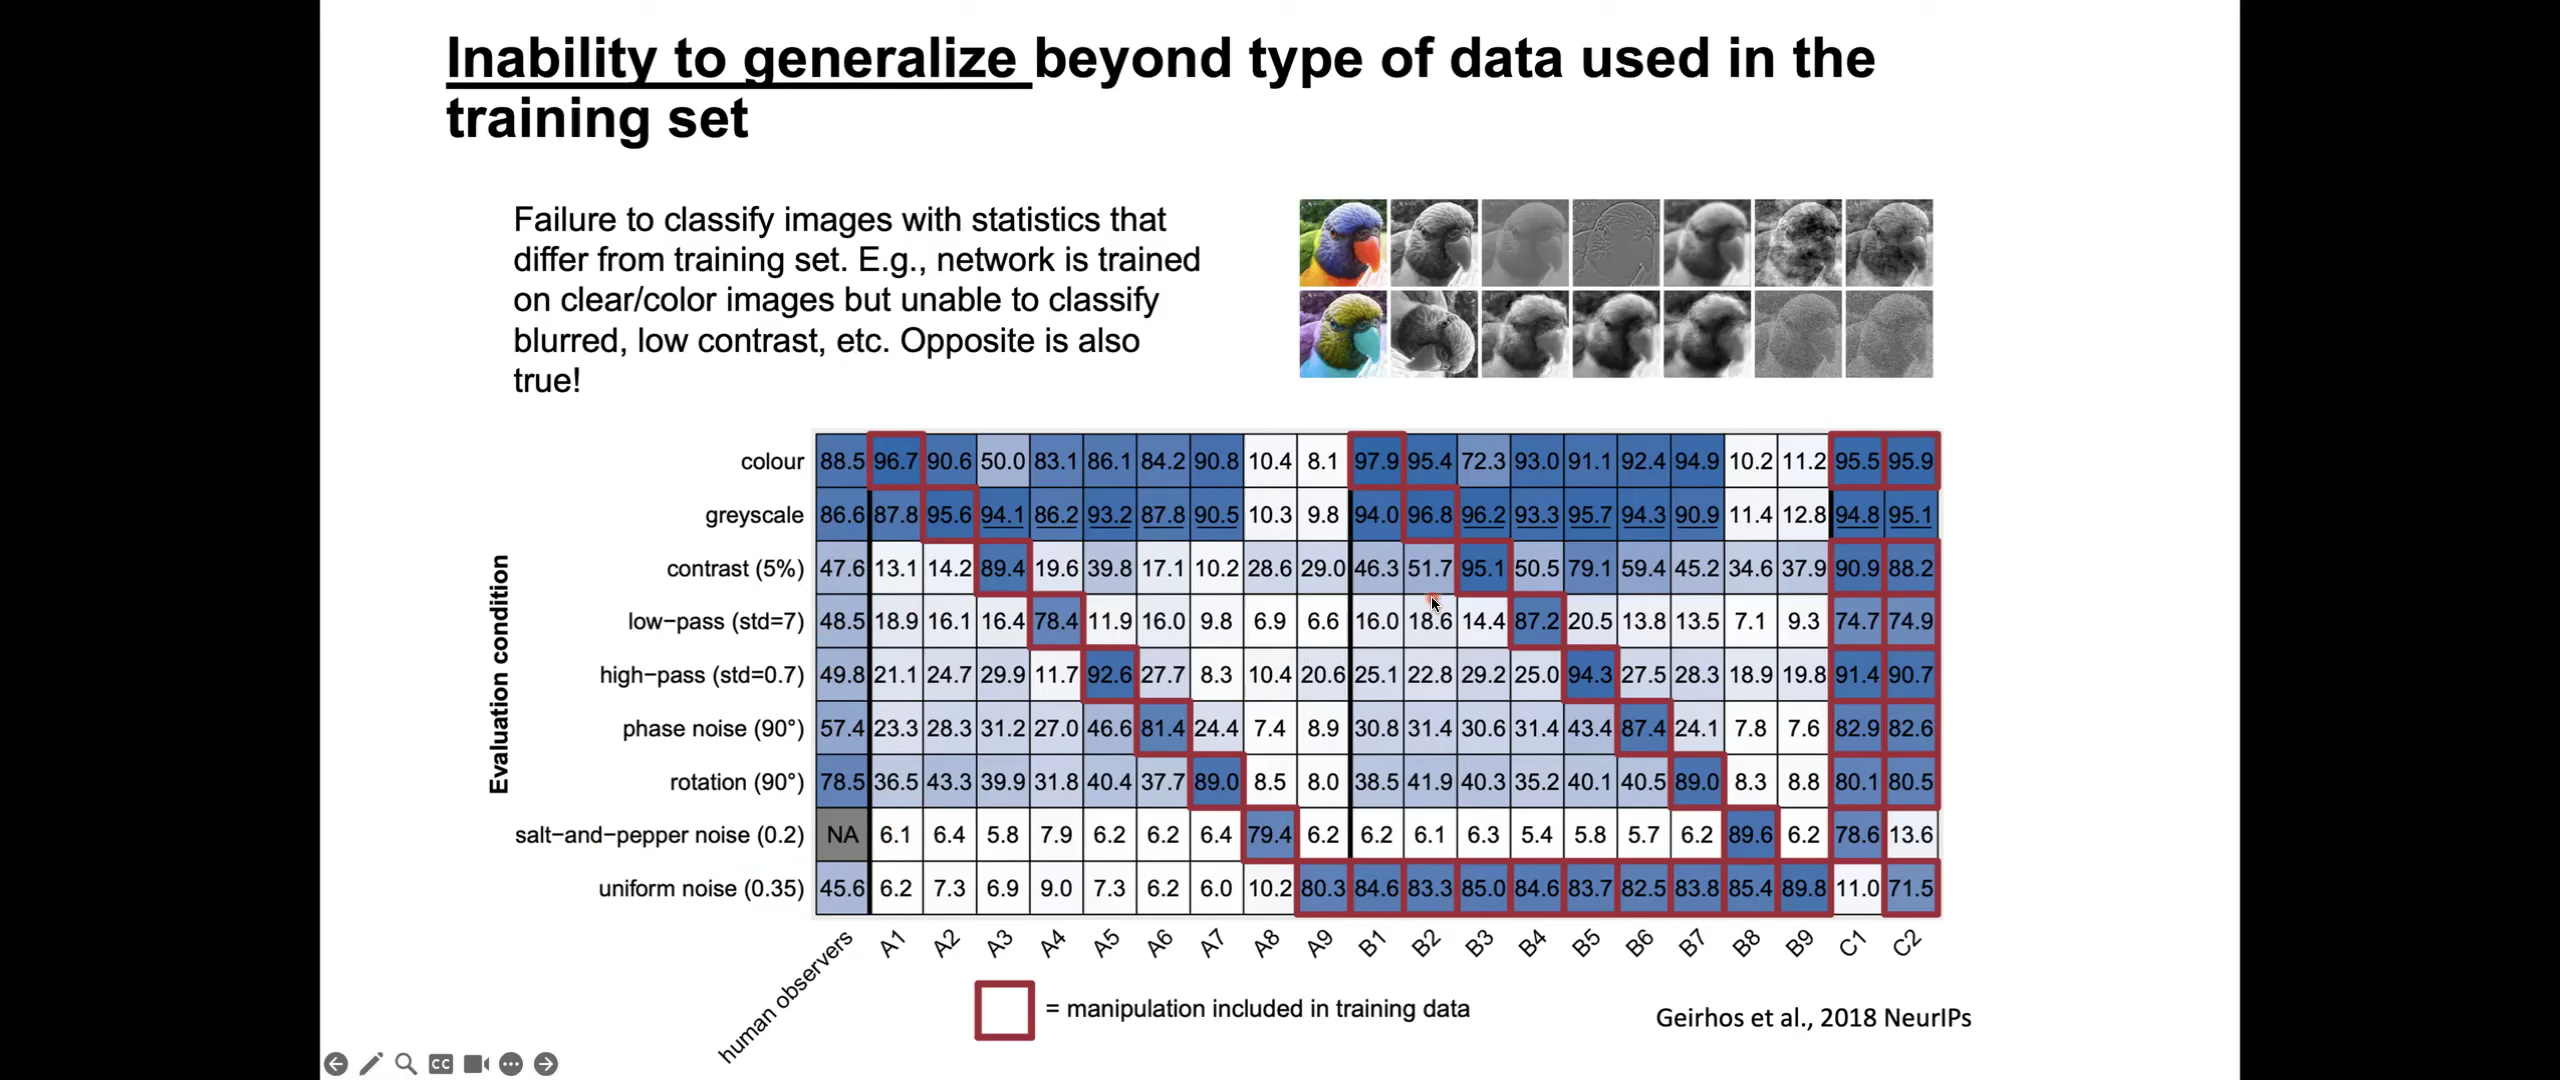 Inability to generalize beyond type of data used in the
training set
Failure to classify images with statistics that
differ from training set. E.g., network is trained
on clear/color images but unable to classify
blurred, low contrast, etc. Opposite is also
true!
Evaluation condition
colour 88.5 96.7 90.6 50.0 83.1 86.1 84.2 90.8 10.4 8.1 97.9 95.4 72.3 93.0 91.1 92.4 94.9 10.2 11.2 95.5 95.9
greyscale 86.6 87.8 95.6 94.1 86.2 93.2 87.8 90.5 10.3 9.8 94.0 96.8 96.2 93.3 95.7 94.3 90.9 11.4 12.8 94.8 95.1
contrast (5%) 47.6 13.1 14.2 89.4 19.6 39.8 17.1 10.2 28.6 29.0 46.3 51.7 95.1 50.5 79.1 59.4 45.2 34.6 37.9 90.9 88.2
low−pass (std=7) 48.5 18.9 16.1 16.4 78.4 11.9 16.0 9.8 6.9 6.6 16.0 18.6 14.4 87.2 20.5 13.8 13.5 7.1 9.3 74.7 74.9
high−pass (std=0.7) 49.8 21.1 24.7 29.9 11.7 92.6 27.7 8.3 10.4 20.6 25.1 22.8 29.2 25.0 94.3 27.5 28.3 18.9 19.8 91.4 90.7
phase noise (90°) 57.4 23.3 28.3 31.2 27.0 46.6 81.4 24.4 7.4 8.9 30.8 31.4 30.6 31.4 43.4 87.4 24.1 7.8 7.6 82.9 82.6
rotation (90°) 78.5 36.5 43.3 39.9 31.8 40.4 37.7 89.0 8.5 8.0 38.5 41.9 40.3 35.2 40.1 40.5 89.0 8.3 8.8 80.1 80.5
salt−and−pepper noise (0.2) NA 6.1 6.4 5.8 7.9 6.2 6.2 6.4 79.4 6.2 6.2 6.1 6.3 5.4 5.8 5.7 6.2 89.6 6.2 78.6 13.6
uniform noise (0.35) 45.6 6.2 7.3 6.9 9.0 7.3 6.2 6.0 10.2 80.3 84.6 83.3 85.0 84.6 83.7 82.5 83.8 85.4 89.8 11.0 71.5
human observers A1 A2 A3 A4 A5 A6 A7 A8 A9 B1 B2 B3 B4 B5 B6 B7 B8 B9 C1 C2
= manipulation included in training data
Geirhos et al., 2018 NeurIPs
CC